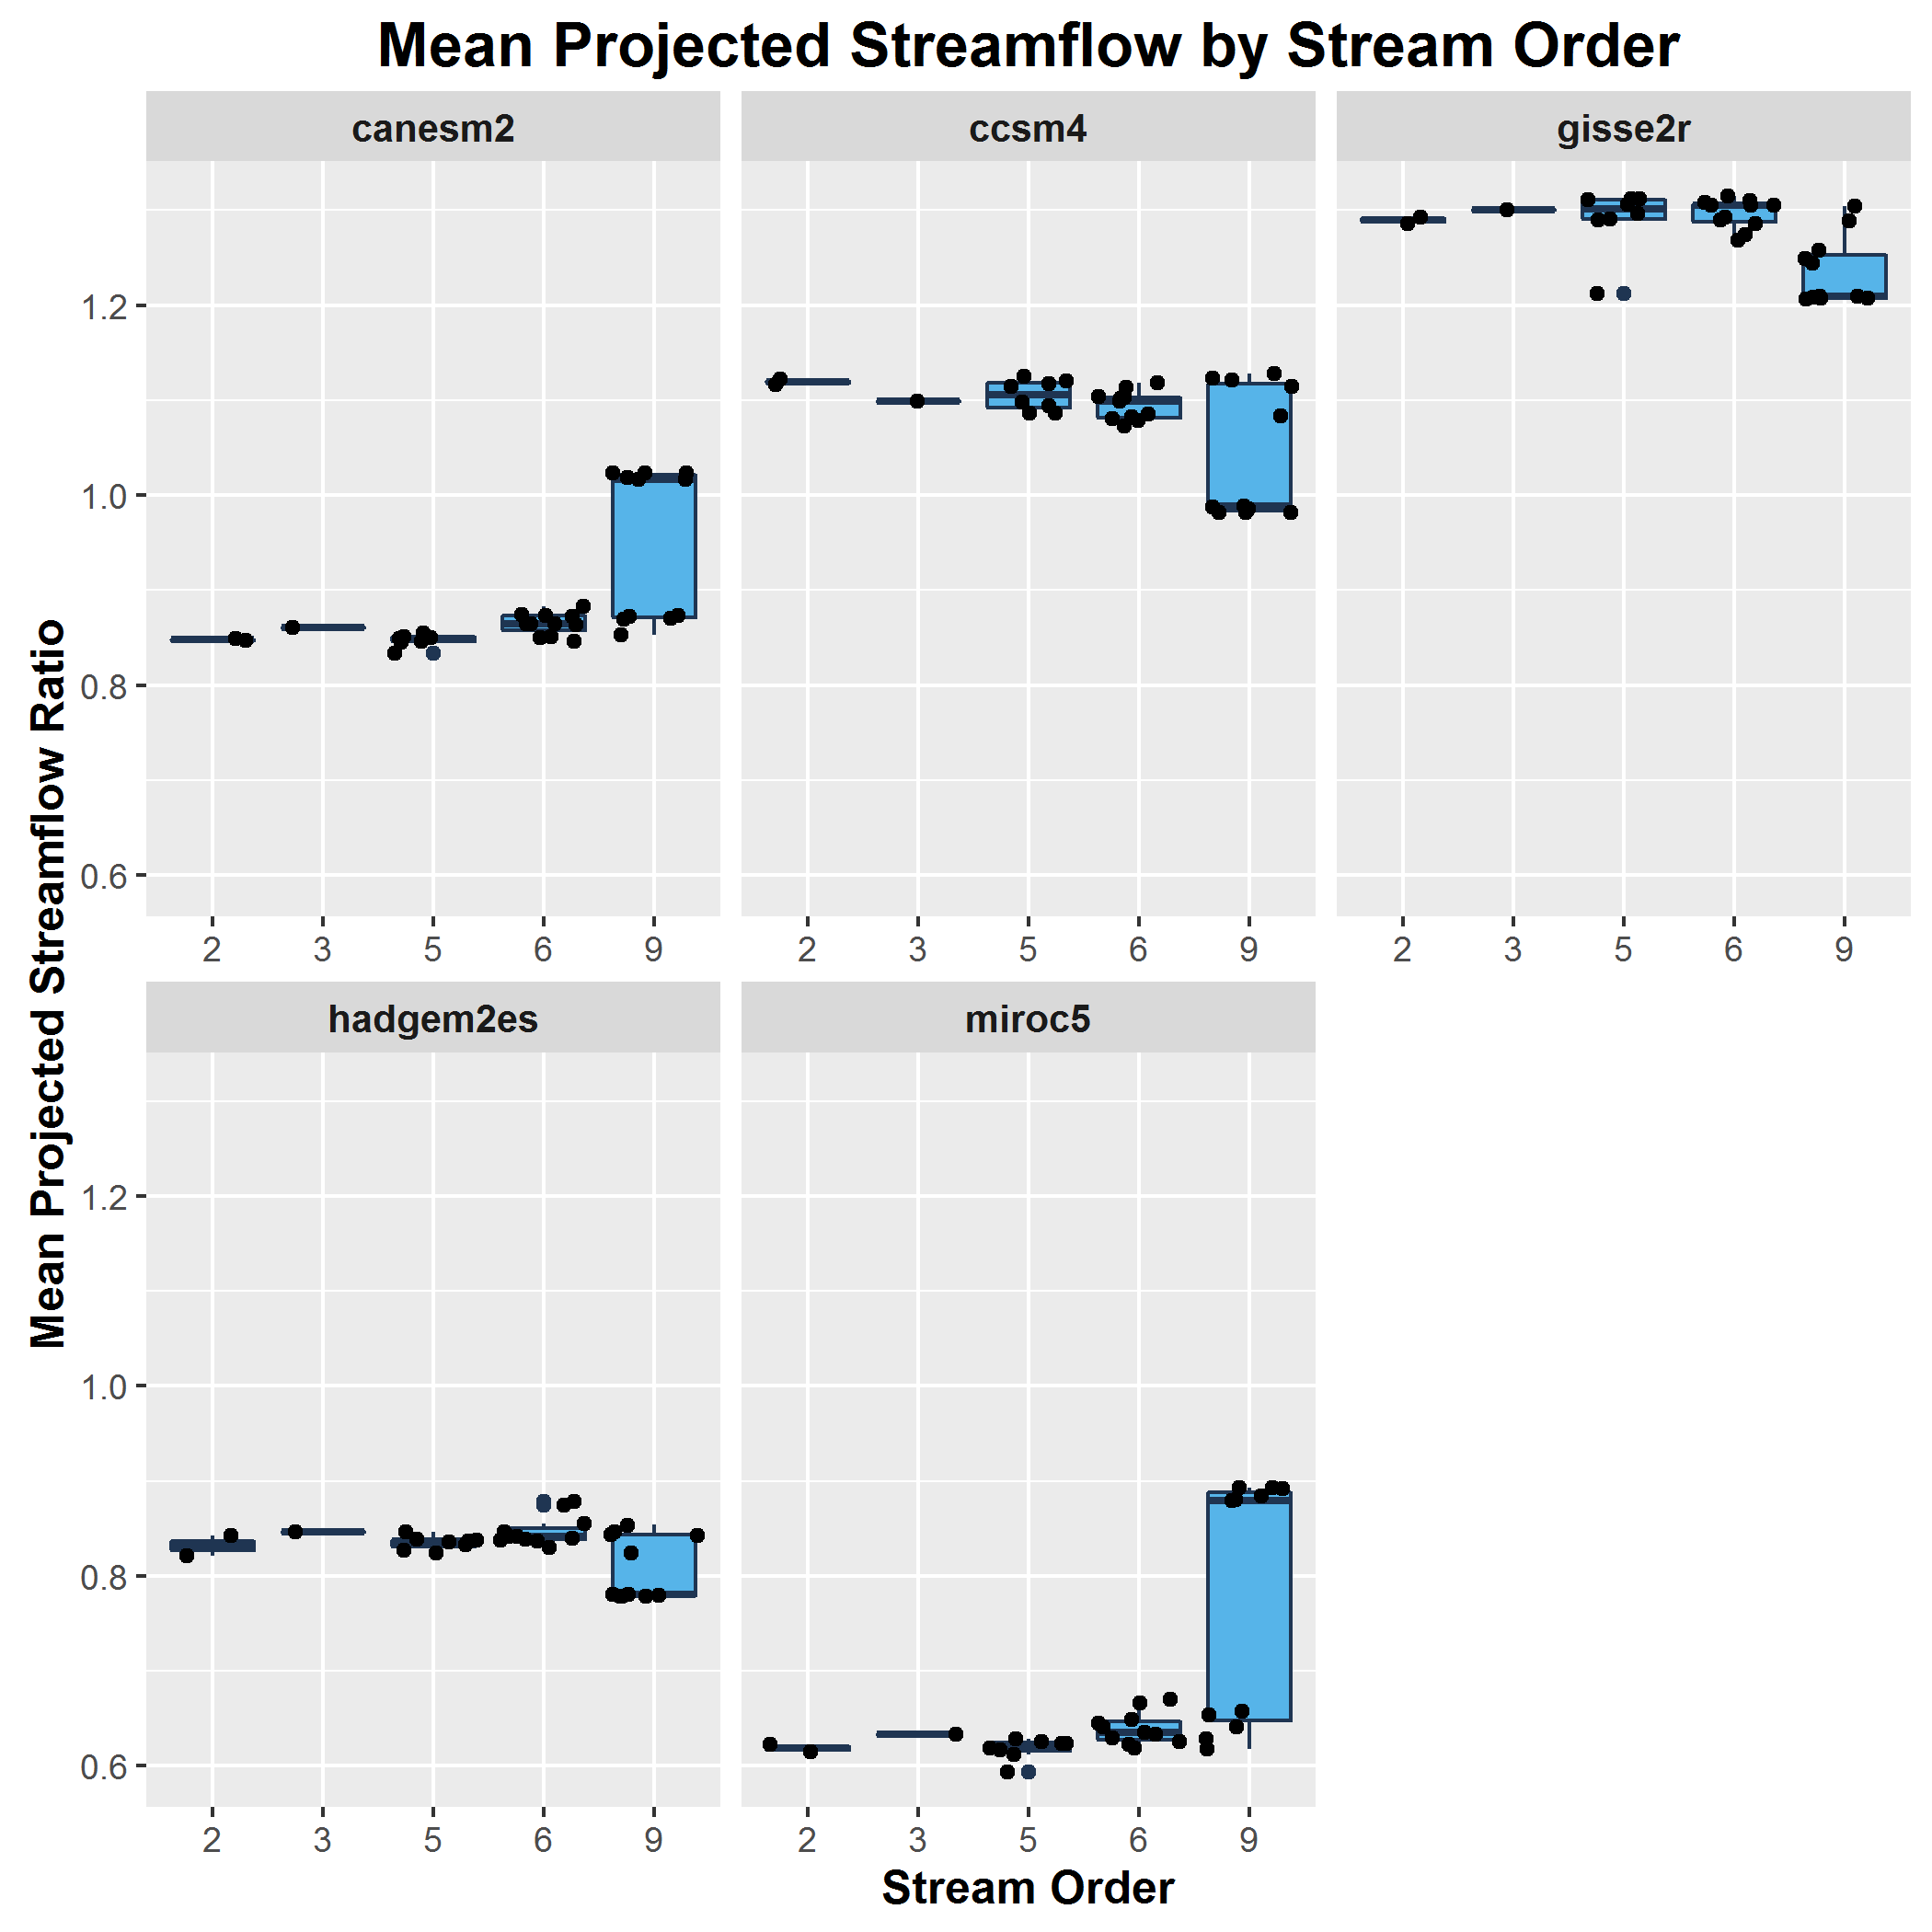 Mean Projected Streamflow by Stream Order
canesm2
ccsm4
gisse2r
Mean Projected Streamflow Ratio
1.2
1.0
0.8
0.6
2 3 5 6 9
2 3 5 6 9
2 3 5 6 9
hadgem2es
miroc5
1.2
1.0
0.8
0.6
2 3 5 6 9
2 3 5 6 9
Stream Order